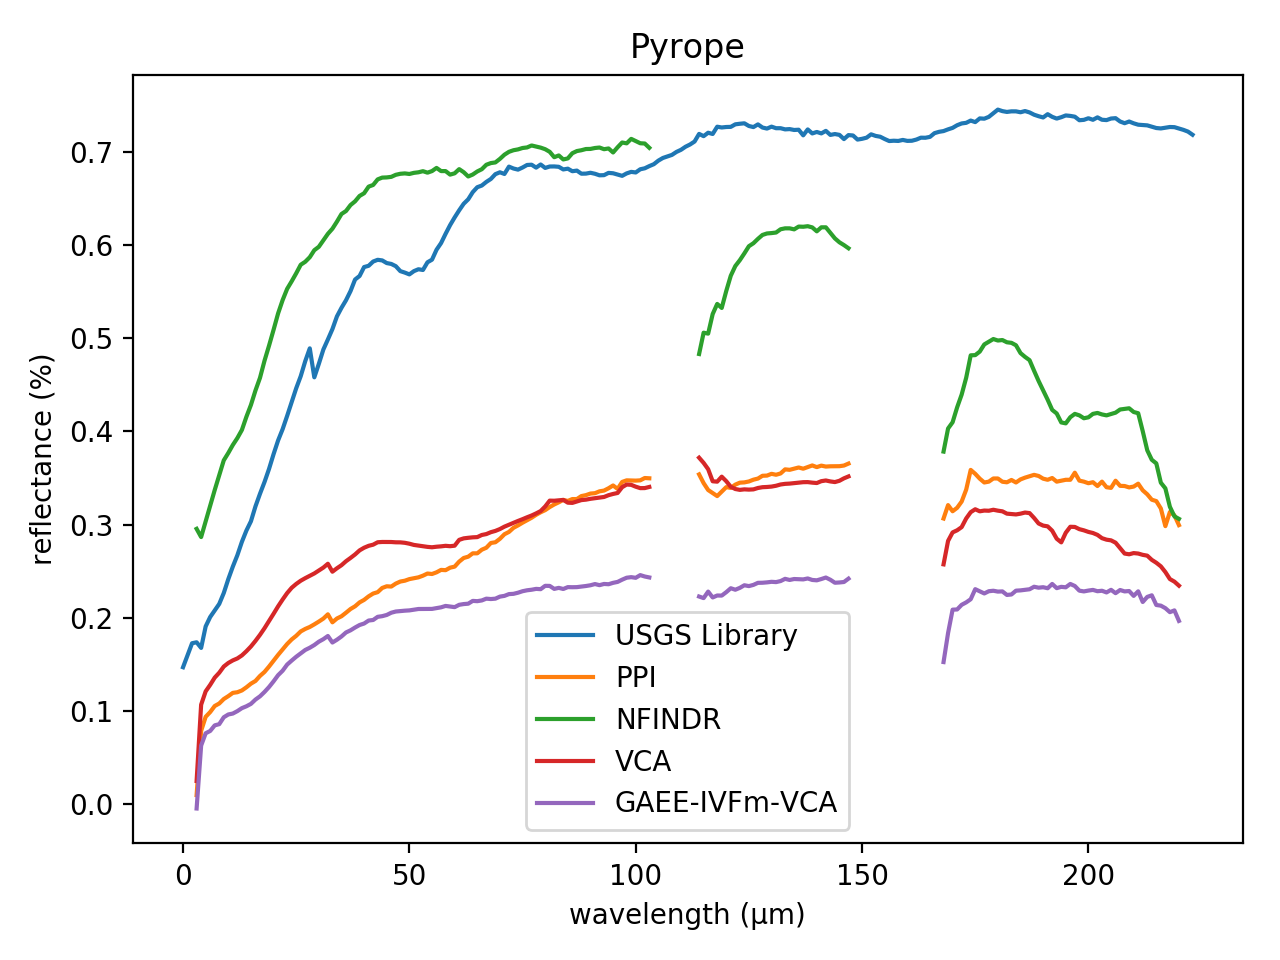 Pyrope
0.7
0.6
0.5
0.4
0.3
0.2
0.1
0.0
reflectance (%)
USGS Library
PPI
NFINDR
VCA
GAEE-IVFm-VCA
0 50 100 150 200
wavelength (μm)